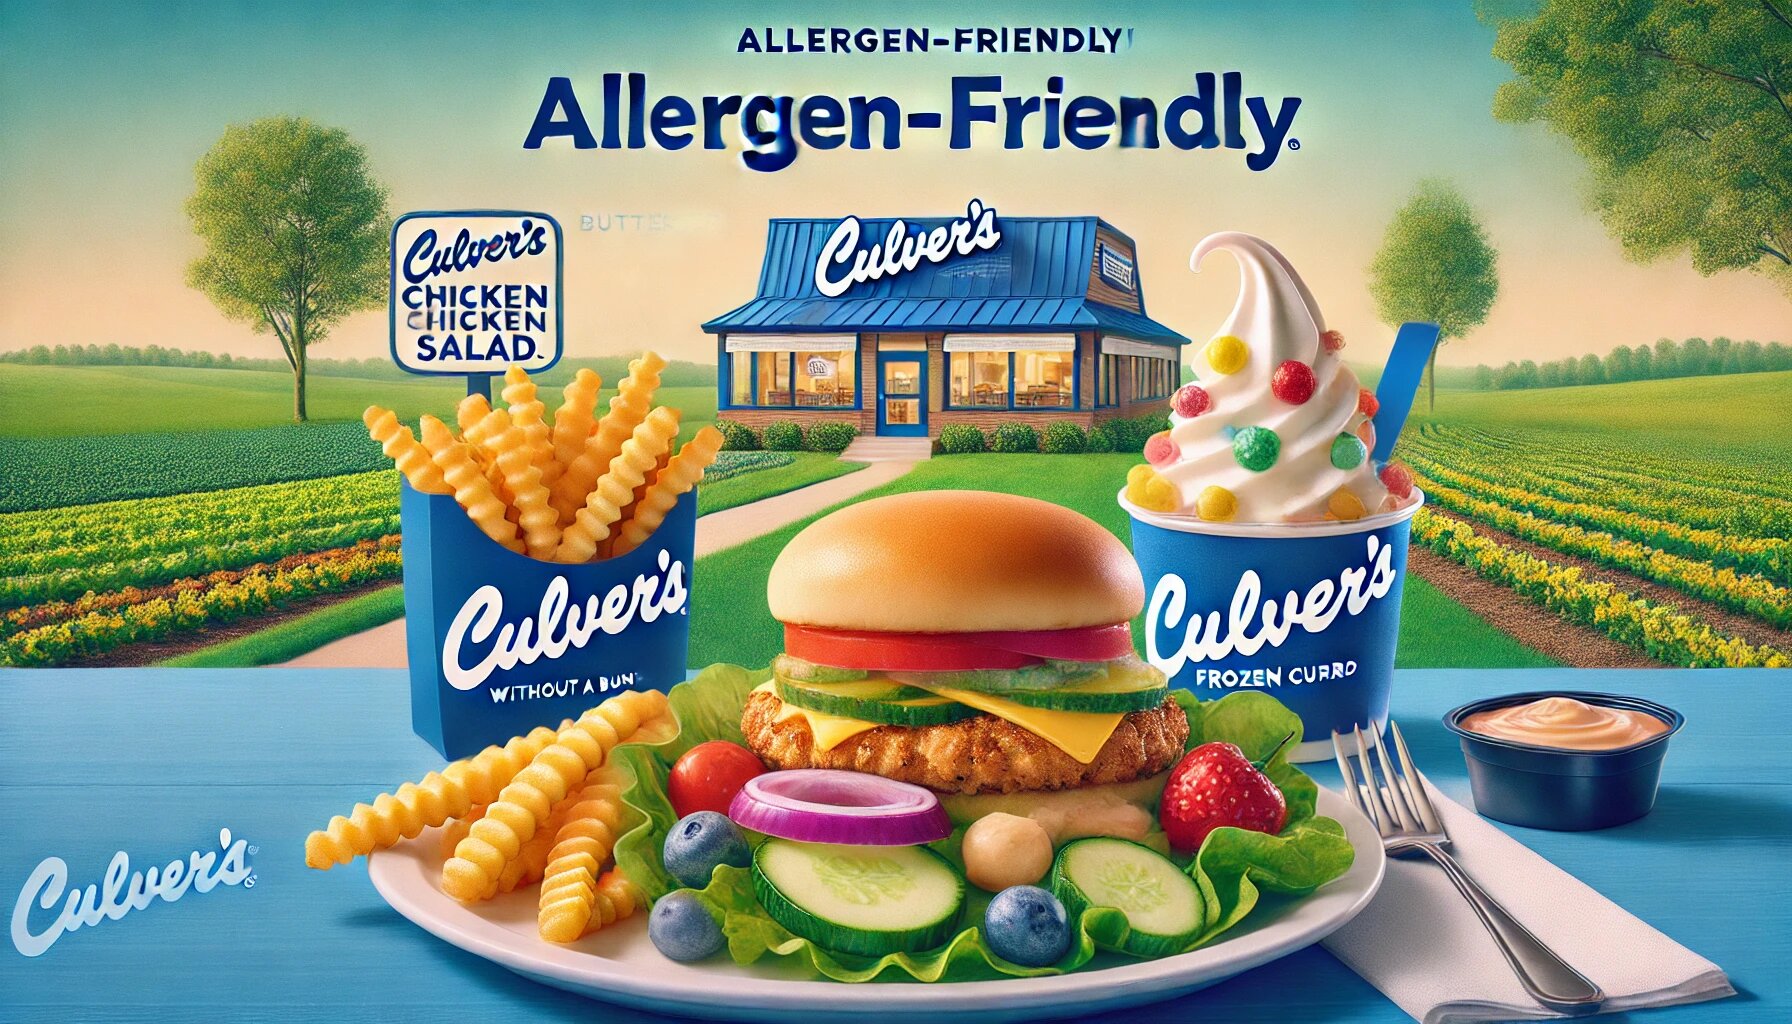 ALLERGEN-FRIENDLY
Allergen-Friendly.
Culver's
CHICKEN
CHICKEN
SALAD.
BUTTE
Culver's
Culver's
WITHOUT A BUN
Culver's
FROZEN CURRD
Culver's